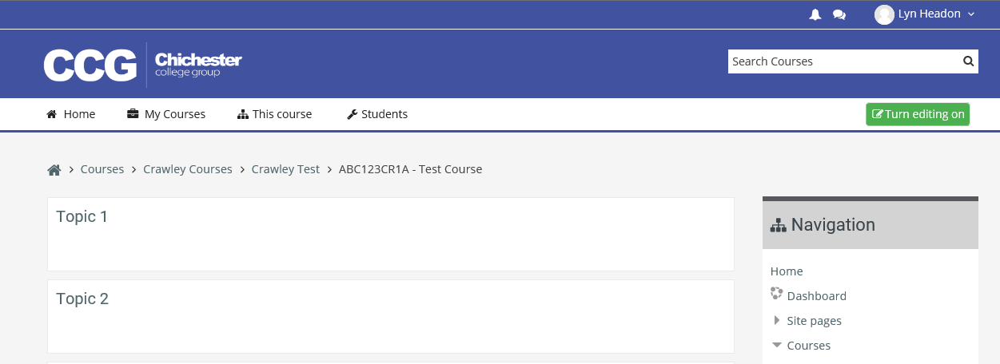 Lyn Headon
CCG Chichester
college group
Search Courses
Home My Courses This course Students Turn editing on
Courses Crawley Courses Crawley Test ABC123CR1A - Test Course
Topic 1
Navigation
Home
Topic 2
Dashboard
Site pages
Courses